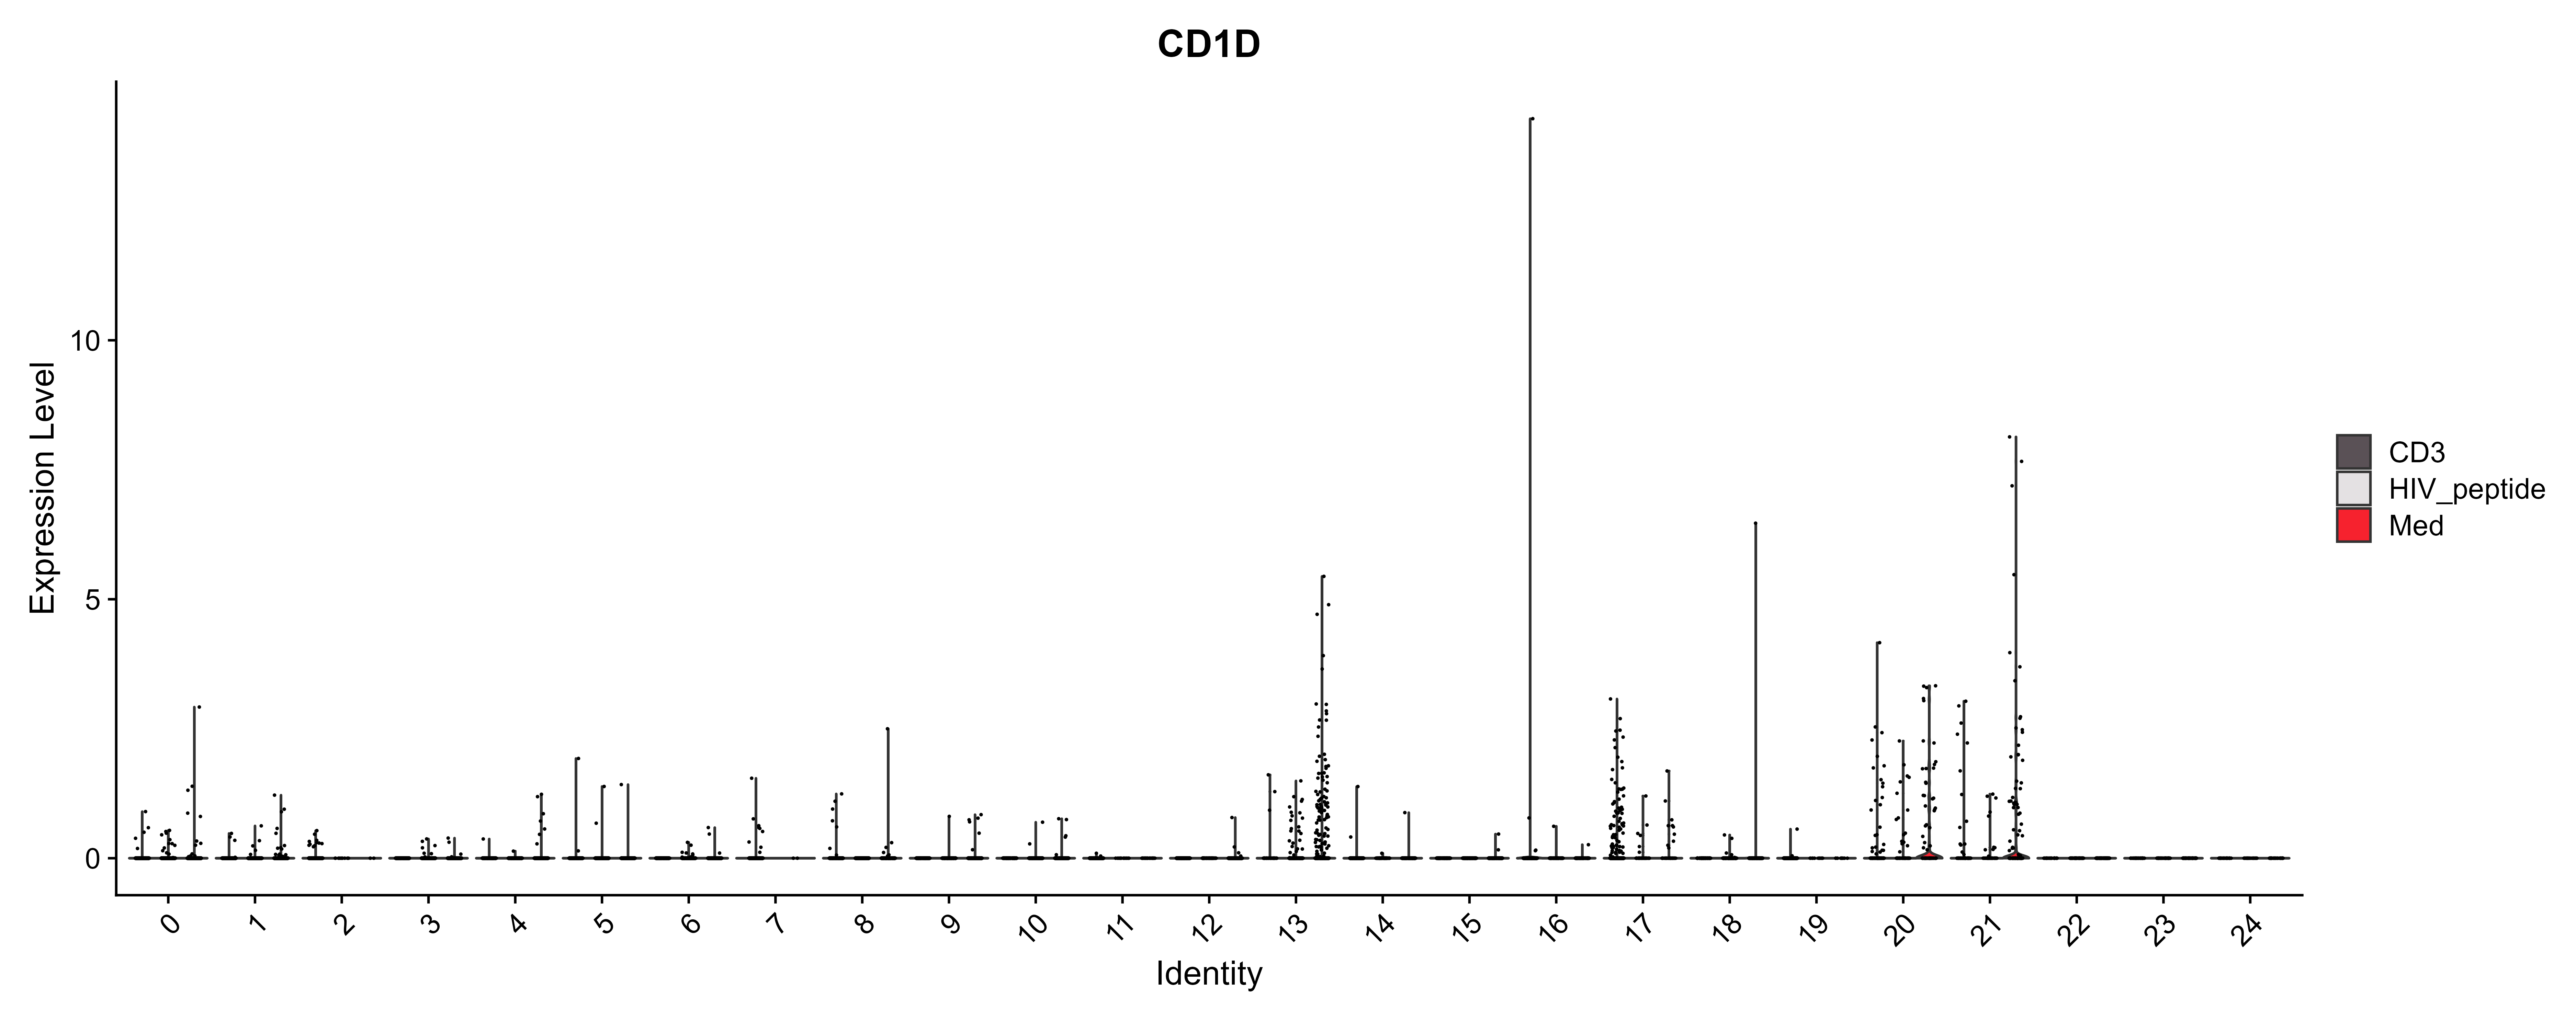 CD1D
Expression Level
10
5
0
0 1 2 3 4 5 6 7 8 9 10 11 12 13 14 15 16 17 18 19 20 21 22 23 24
Identity
CD3
HIV_peptide
Med